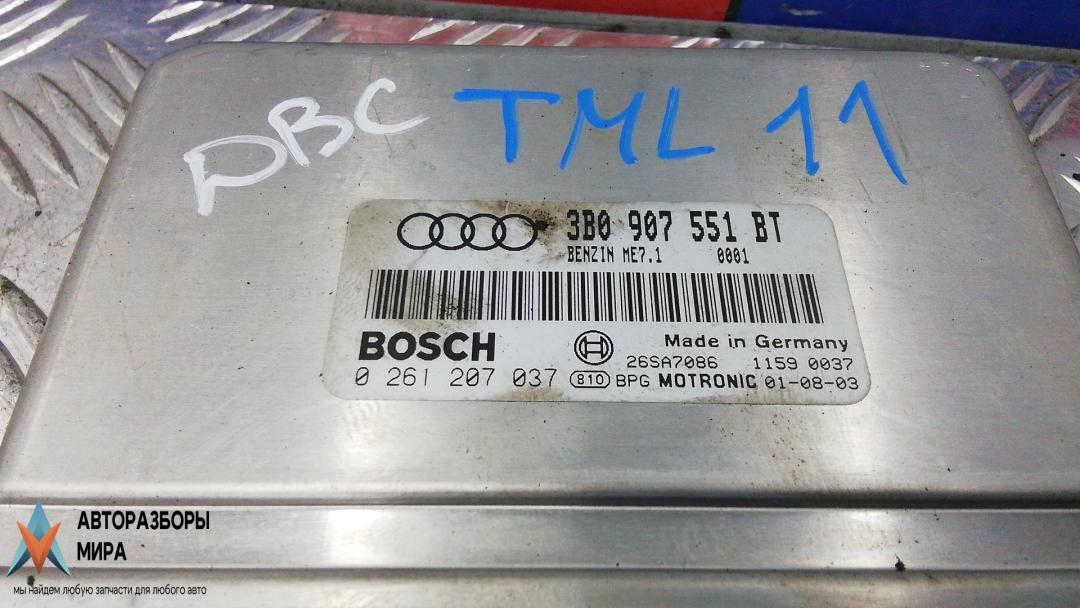 DBC TML 11
3B0 907 551 BT
BENZIN ME7.1 0001
BOSCH
Made in Germany
26SA7086 1159 0037
0 261 207 037 810 BPG MOTRONIC 01-08-03
АВТОРАЗБОРЫ
МИРА
мы найдем любую запчасти для любого авто